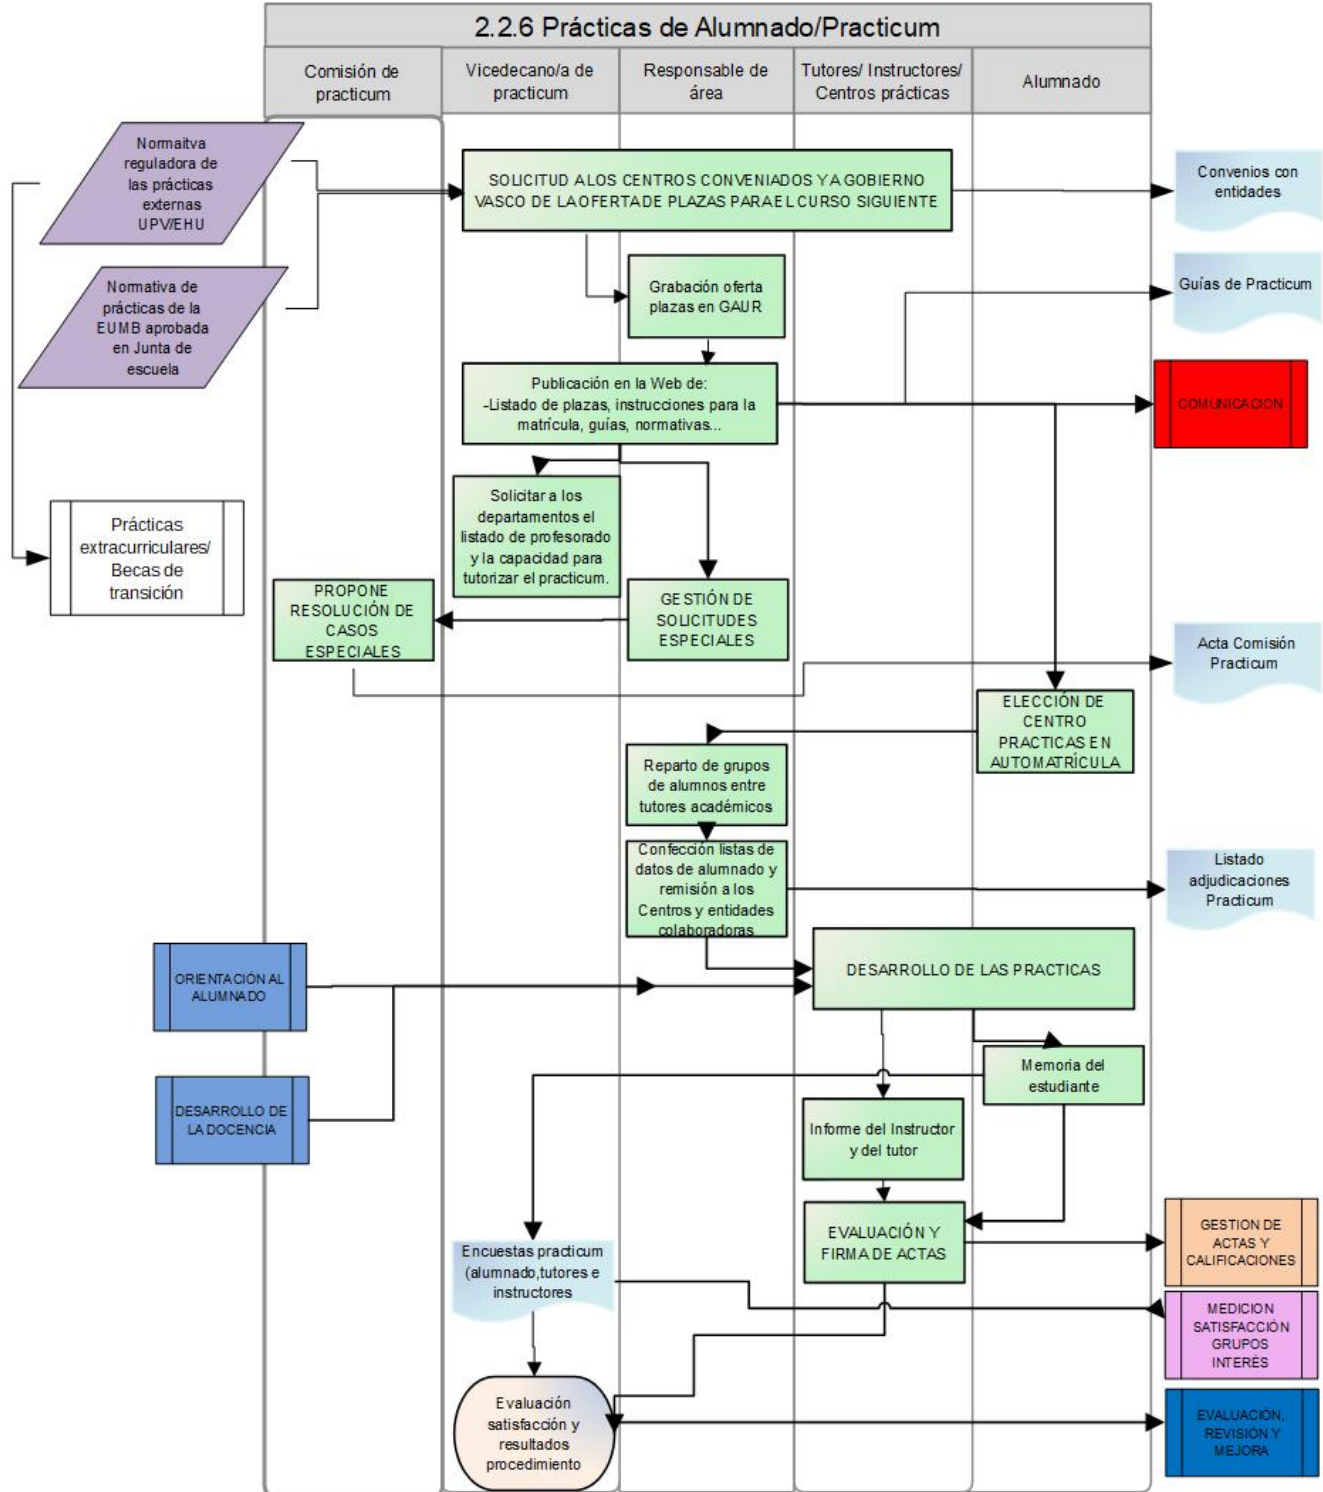 2.2.6 Prácticas de Alumnado/Practicum
Comisión de
practicum
Vicedecano/a de
practicum
Responsable de
área
Tutores/ Instructores/
Centros prácticas
Alumnado
Normaitva
reguladora de
las prácticas
externas
UPV/EHU
SOLICITUD ALOS CENTROS CONVENIADOS Y A GOBIERNO
VASCO DE LA OFERTA DE PLAZAS PARA EL CURSO SIGUIENTE
Convenios con
entidades
Normativa de
prácticas de la
EUMB aprobada
en Junta de
escuela
Grabación oferta
plazas en GAUR
Guías de Practicum
Publicación en la Web de:
-Listado de plazas, instrucciones para la
matrícula, guías, normativas...
COMUNICACION
Solicitar a los
departamentos el
listado de profesorado
y la capacidad para
tutorizar el practicum.
Prácticas
extracurriculares/
Becas de
transición
PROPONE
RESOLUCIÓN DE
CASOS
ESPECIALES
GESTIÓN DE
SOLICITUDES
ESPECIALES
Acta Comisión
Practicum
ELECCIÓN DE
CENTRO
PRACTICAS EN
AUTOMATRÍCULA
Reparto de grupos
de alumnos entre
tutores académicos
Confección listas de
datos de alumnado y
remisión a los
Centros y entidades
colaboradoras
Listado
adjudicaciones
Practicum
ORIENTACIÓN AL
ALUMNADO
DESARROLLO DE LAS PRACTICAS
Memoria del
estudiante
DESARROLLO DE
LA DOCENCIA
Informe del Instructor
y del tutor
EVALUACIÓN Y
FIRMA DE ACTAS
GESTION DE
ACTAS Y
CALIFICACIONES
Encuestas practicum
(alumnado,tutores e
instructores
MEDICION
SATISFACCIÓN
GRUPOS
INTERÉS
Evaluación
satisfacción y
resultados
procedimiento
EVALUACIÓN,
REVISIÓN Y
MEJORA